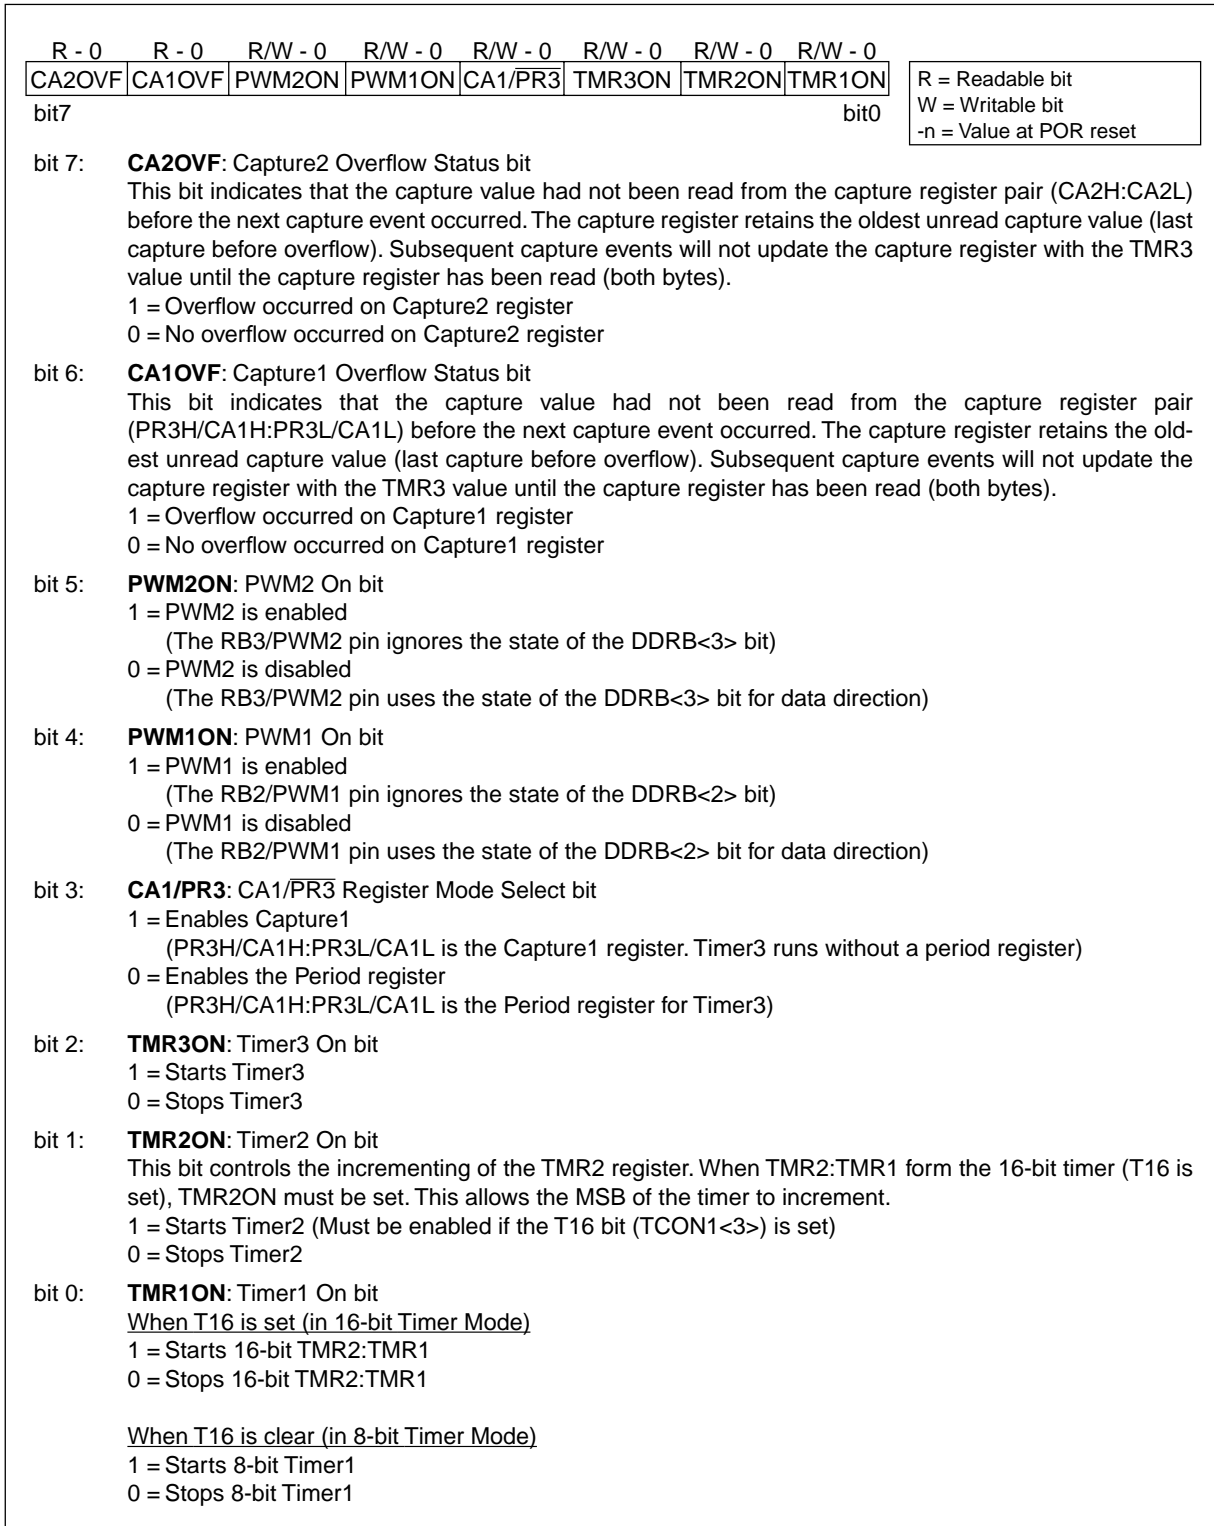 R - 0 R - 0 R/W - 0 R/W - 0 R/W - 0 R/W - 0 R/W - 0 R/W - 0
CA2OVF CA1OVF PWM2ON PWM1ON CA1/PR3 TMR3ON TMR2ON TMR1ON
bit7 bit0
R = Readable bit
W = Writable bit
-n = Value at POR reset
bit 7: CA2OVF: Capture2 Overflow Status bit
This bit indicates that the capture value had not been read from the capture register pair (CA2H:CA2L)
before the next capture event occurred. The capture register retains the oldest unread capture value (last
capture before overflow). Subsequent capture events will not update the capture register with the TMR3
value until the capture register has been read (both bytes).
1 = Overflow occurred on Capture2 register
0 = No overflow occurred on Capture2 register
bit 6: CA1OVF: Capture1 Overflow Status bit
This bit indicates that the capture value had not been read from the capture register pair
(PR3H/CA1H:PR3L/CA1L) before the next capture event occurred. The capture register retains the old-
est unread capture value (last capture before overflow). Subsequent capture events will not update the
capture register with the TMR3 value until the capture register has been read (both bytes).
1 = Overflow occurred on Capture1 register
0 = No overflow occurred on Capture1 register
bit 5: PWM2ON: PWM2 On bit
1 = PWM2 is enabled
(The RB3/PWM2 pin ignores the state of the DDRB<3> bit)
0 = PWM2 is disabled
(The RB3/PWM2 pin uses the state of the DDRB<3> bit for data direction)
bit 4: PWM1ON: PWM1 On bit
1 = PWM1 is enabled
(The RB2/PWM1 pin ignores the state of the DDRB<2> bit)
0 = PWM1 is disabled
(The RB2/PWM1 pin uses the state of the DDRB<2> bit for data direction)
bit 3: CA1/PR3: CA1/PR3 Register Mode Select bit
1 = Enables Capture1
(PR3H/CA1H:PR3L/CA1L is the Capture1 register. Timer3 runs without a period register)
0 = Enables the Period register
(PR3H/CA1H:PR3L/CA1L is the Period register for Timer3)
bit 2: TMR3ON: Timer3 On bit
1 = Starts Timer3
0 = Stops Timer3
bit 1: TMR2ON: Timer2 On bit
This bit controls the incrementing of the TMR2 register. When TMR2:TMR1 form the 16-bit timer (T16 is
set), TMR2ON must be set. This allows the MSB of the timer to increment.
1 = Starts Timer2 (Must be enabled if the T16 bit (TCON1<3>) is set)
0 = Stops Timer2
bit 0: TMR1ON: Timer1 On bit
When T16 is set (in 16-bit Timer Mode)
1 = Starts 16-bit TMR2:TMR1
0 = Stops 16-bit TMR2:TMR1
When T16 is clear (in 8-bit Timer Mode)
1 = Starts 8-bit Timer1
0 = Stops 8-bit Timer1